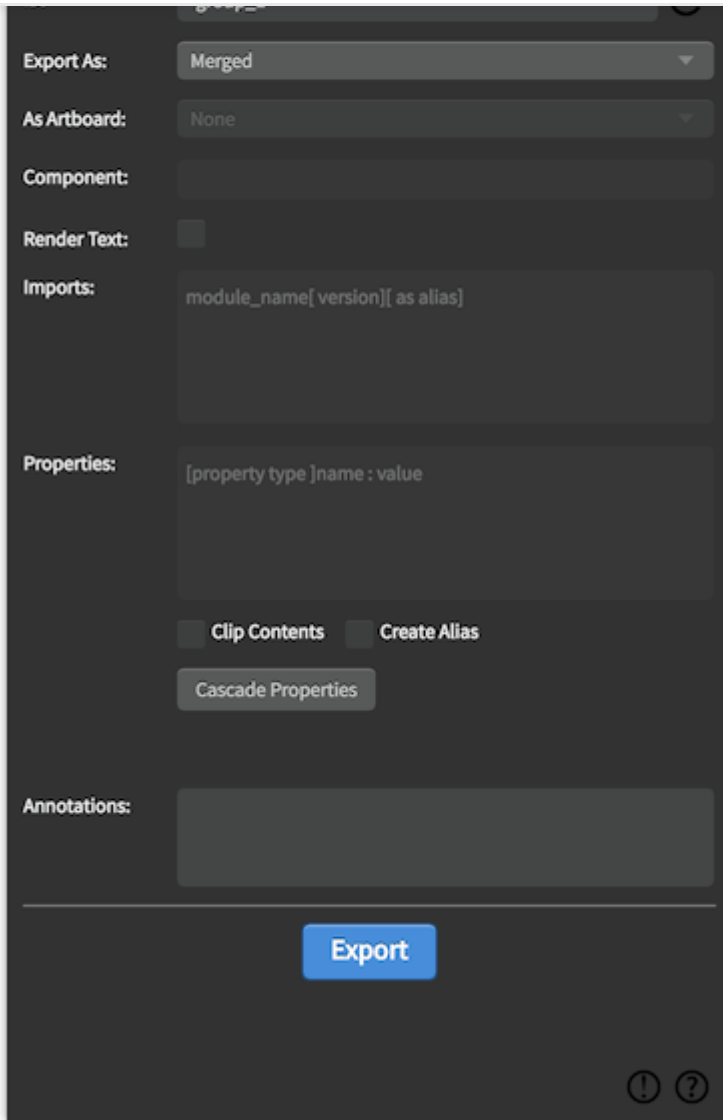 Export As:
Merged
As Artboard:
None
Component:
Render Text:
Imports:
module_name[ version][ as alias]
Properties:
[property type ]name : value
Clip Contents
Create Alias
Cascade Properties
Annotations:
Export
! ?